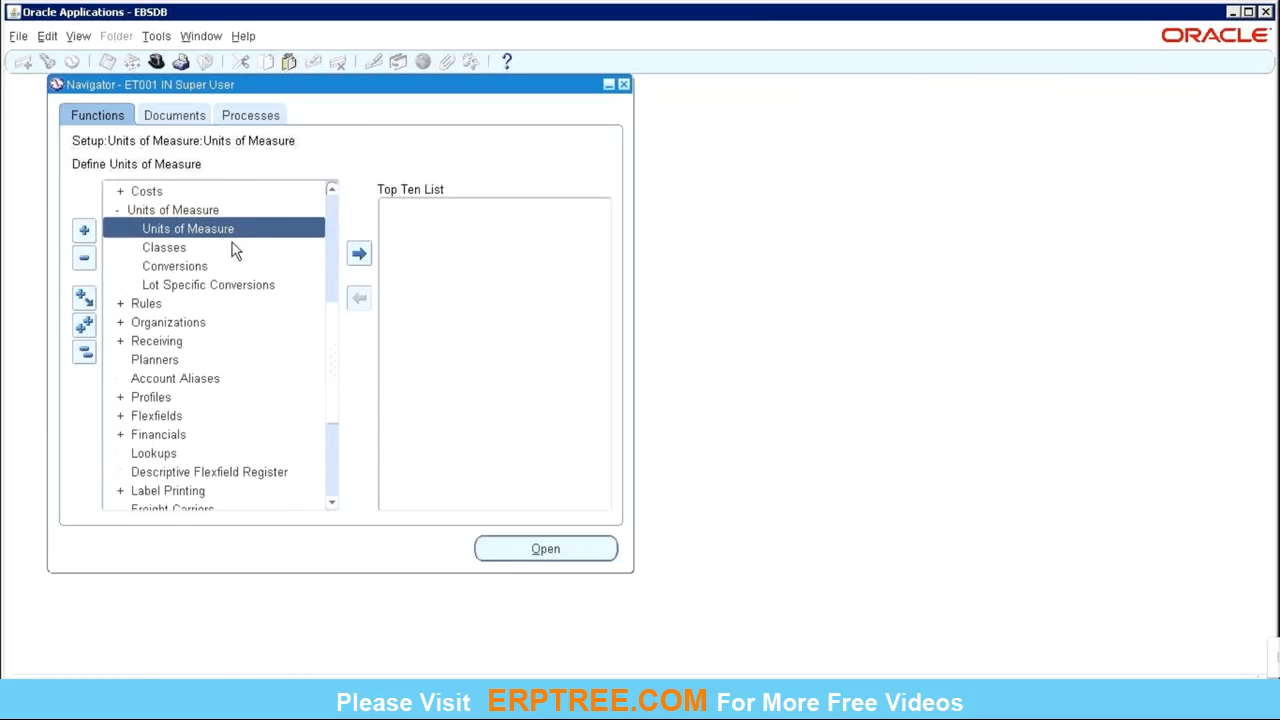 Oracle Applications - EBSDB
File Edit View Folder Tools Window Help
ORACLE
Navigator - ET001 IN Super User
Functions Documents Processes
Setup:Units of Measure:Units of Measure
Define Units of Measure
Top Ten List
+ Costs
- Units of Measure
Units of Measure
Classes
Conversions
Lot Specific Conversions
+ Rules
+ Organizations
+ Receiving
Planners
Account Aliases
+ Profiles
+ Flexfields
+ Financials
Lookups
Descriptive Flexfield Register
+ Label Printing
Freight Carriers
Open
Please Visit ERPTREE.COM For More Free Videos